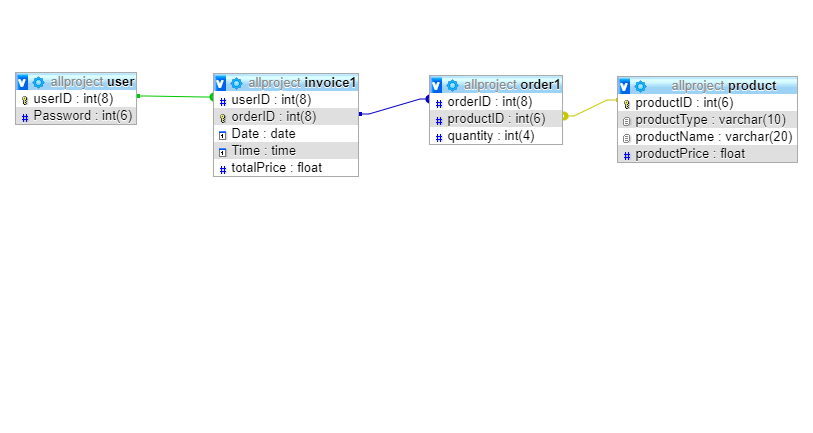 allproject user
userID : int(8)
Password : int(6)
allproject invoice1
userID : int(8)
orderID : int(8)
Date : date
Time : time
totalPrice : float
allproject order1
orderID : int(8)
productID : int(6)
quantity : int(4)
allproject product
productID : int(6)
productType : varchar(10)
productName : varchar(20)
productPrice : float